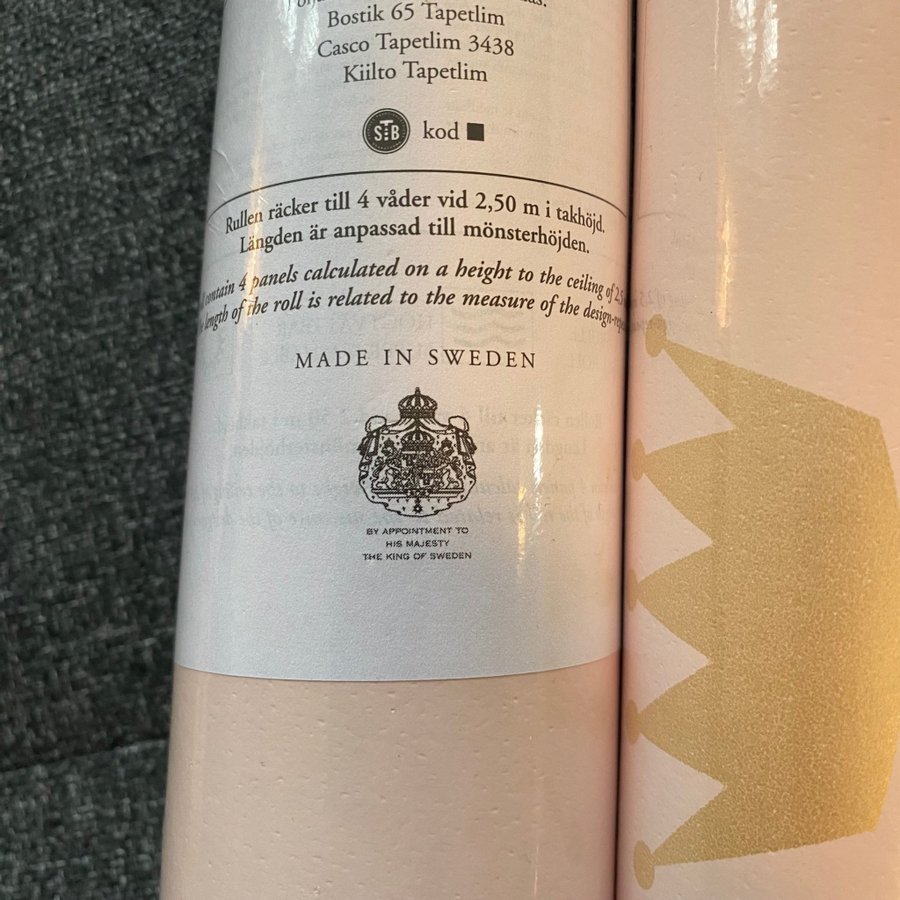 Bostik 65 Tapetlim
Casco Tapetlim 3438
Kiilto Tapetlim
STB kod
Rullen räcker till 4 våder vid 2,50 m i takhöjd.
Längden är anpassad till mönsterhöjden.
contain 4 panels calculated on a height to the ceiling of
length of the roll is related to the measure of the design-
MADE IN SWEDEN
BY APPOINTMENT TO
HIS MAJESTY
THE KING OF SWEDEN